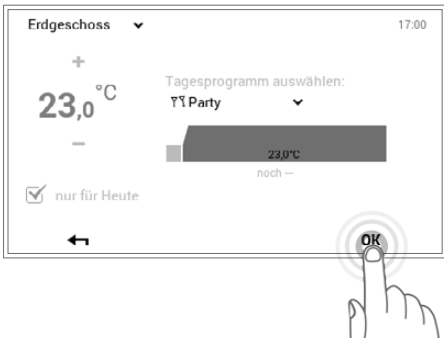 Erdgeschoss
17:00
+
23,0 °C
−
Tagesprogramm auswählen:
Party
23,0°C
noch --
nur für Heute
OK